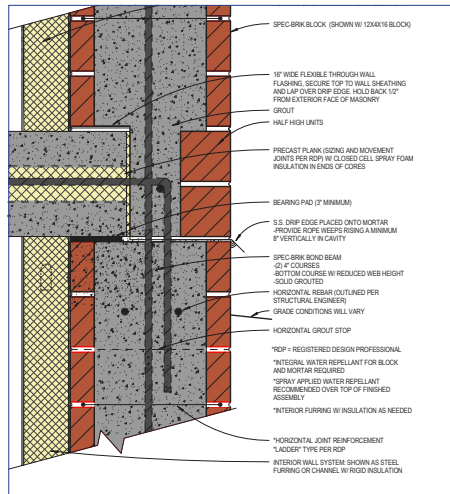 SPEC-BRIK BLOCK (SHOWN W/ 12X4X16 BLOCK)
16" WIDE FLEXIBLE THROUGH WALL
FLASHING, SECURE TOP TO WALL SHEATHING
AND LAP OVER DRIP EDGE. HOLD BACK 1/2"
FROM EXTERIOR FACE OF MASONRY
GROUT
HALF HIGH UNITS
PRECAST PLANK (SIZING AND MOVEMENT
JOINTS PER RDP) W/ CLOSED CELL SPRAY FOAM
INSULATION IN ENDS OF CORES
BEARING PAD (3" MINIMUM)
S.S. DRIP EDGE PLACED ONTO MORTAR
-PROVIDE ROPE WEEPS RISING A MINIMUM
8" VERTICALLY IN CAVITY
SPEC-BRIK BOND BEAM
-(2) 4" COURSES
-BOTTOM COURSE W/ REDUCED WEB HEIGHT
-SOLID GROUTED
HORIZONTAL REBAR (OUTLINED PER
STRUCTURAL ENGINEER)
GRADE CONDITIONS WILL VARY
HORIZONTAL GROUT STOP
*RDP = REGISTERED DESIGN PROFESSIONAL
*INTEGRAL WATER REPELLANT FOR BLOCK
AND MORTAR REQUIRED
*SPRAY APPLIED WATER REPELLANT
RECOMMENDED OVER TOP OF FINISHED
ASSEMBLY
*INTERIOR FURRING W/ INSULATION AS NEEDED
*HORIZONTAL JOINT REINFORCEMENT
"LADDER" TYPE PER RDP
INTERIOR WALL SYSTEM: SHOWN AS STEEL
FURRING OR CHANNEL W/ RIGID INSULATION